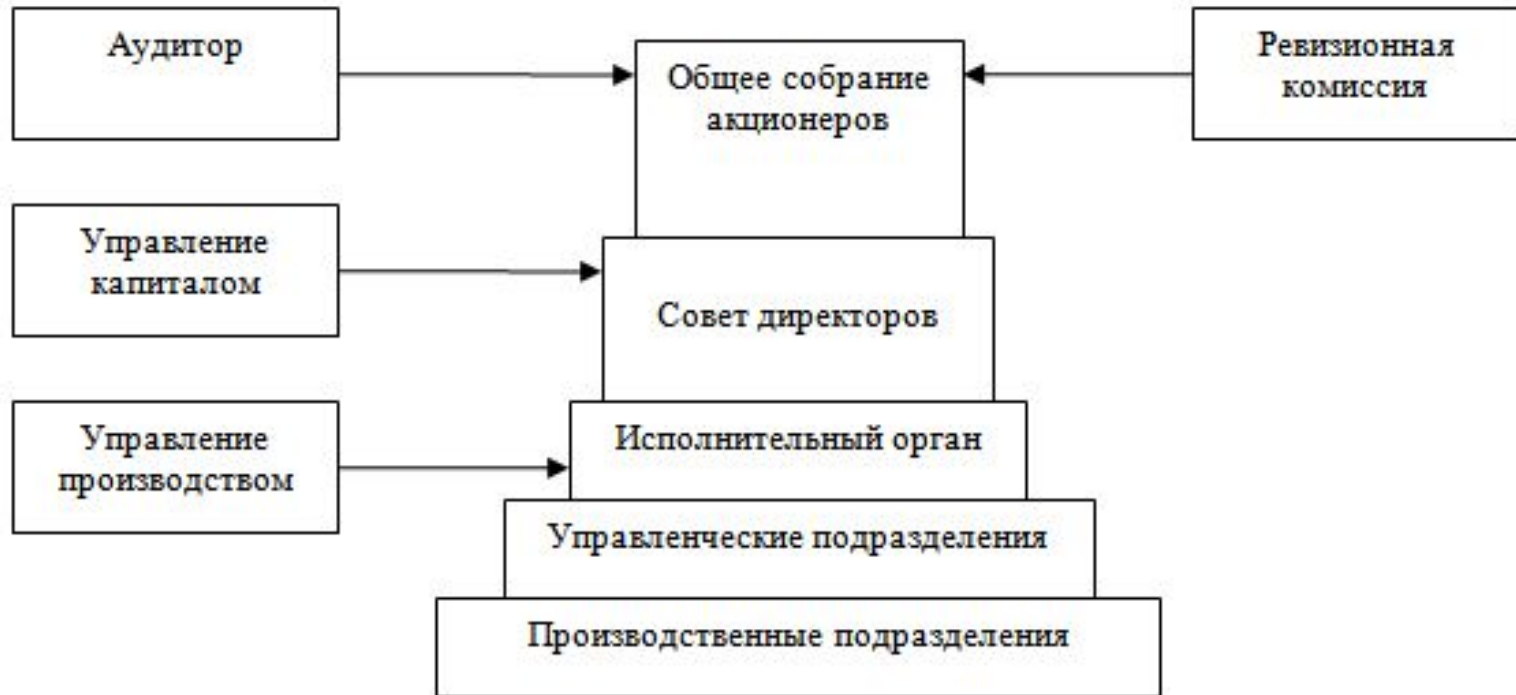 Аудитор
Общее собрание
акционеров
Ревизионная
комиссия
Управление
капиталом
Совет директоров
Управление
производством
Исполнительный орган
Управленческие подразделения
Производственные подразделения